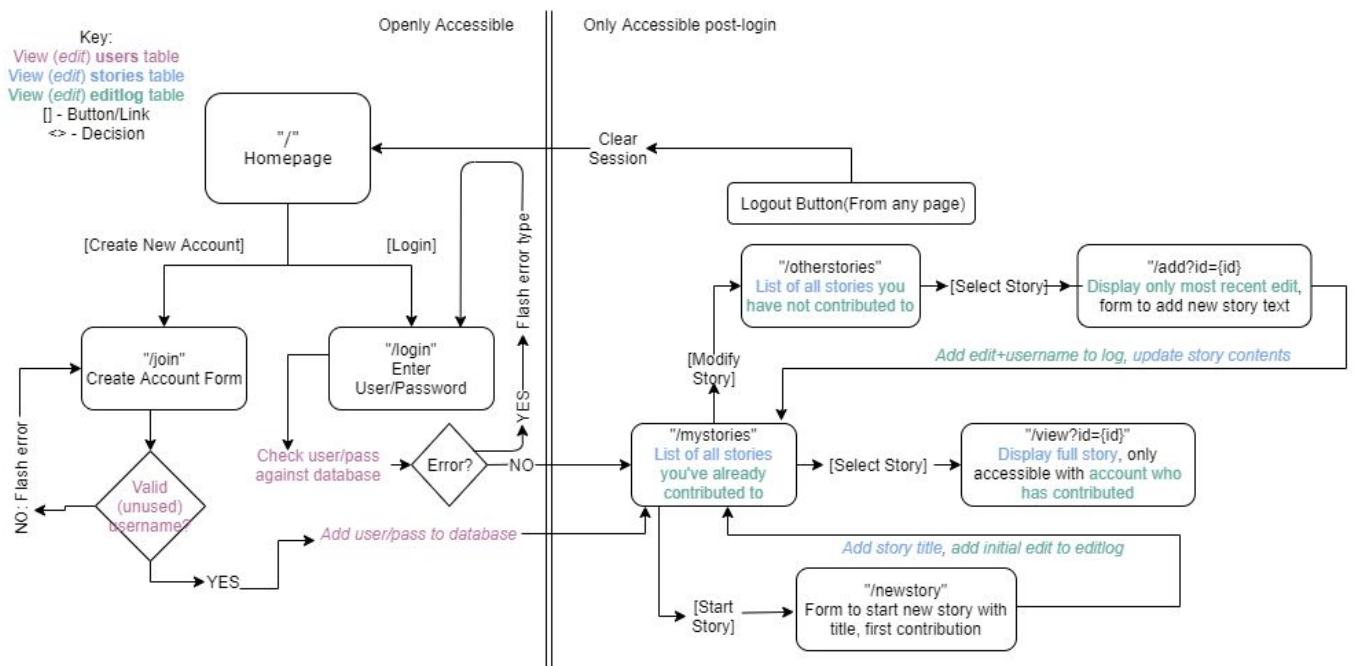 Openly Accessible
Only Accessible post-login
Key:
View (edit) users table
View (edit) stories table
View (edit) editlog table
[] - Button/Link
<> - Decision
"/"
Homepage
Clear
Session
Logout Button(From any page)
[Create New Account]
[Login]
Flash error type
YES
"/join"
Create Account Form
"/login"
Enter
User/Password
NO: Flash error
Valid
(unused)
username?
YES
Check user/pass
against database
Error?
NO
Add user/pass to database
"/otherstories"
List of all stories you
have not contributed to
[Select Story]
"/add?id={id}
Display only most recent edit,
form to add new story text
[Modify
Story]
Add edit+username to log, update story contents
"/mystories"
List of all stories
you've already
contributed to
[Select Story]
"/view?id={id}"
Display full story, only
accessible with account who
has contributed
Add story title, add initial edit to editlog
[Start
Story]
"/newstory"
Form to start new story with
title, first contribution